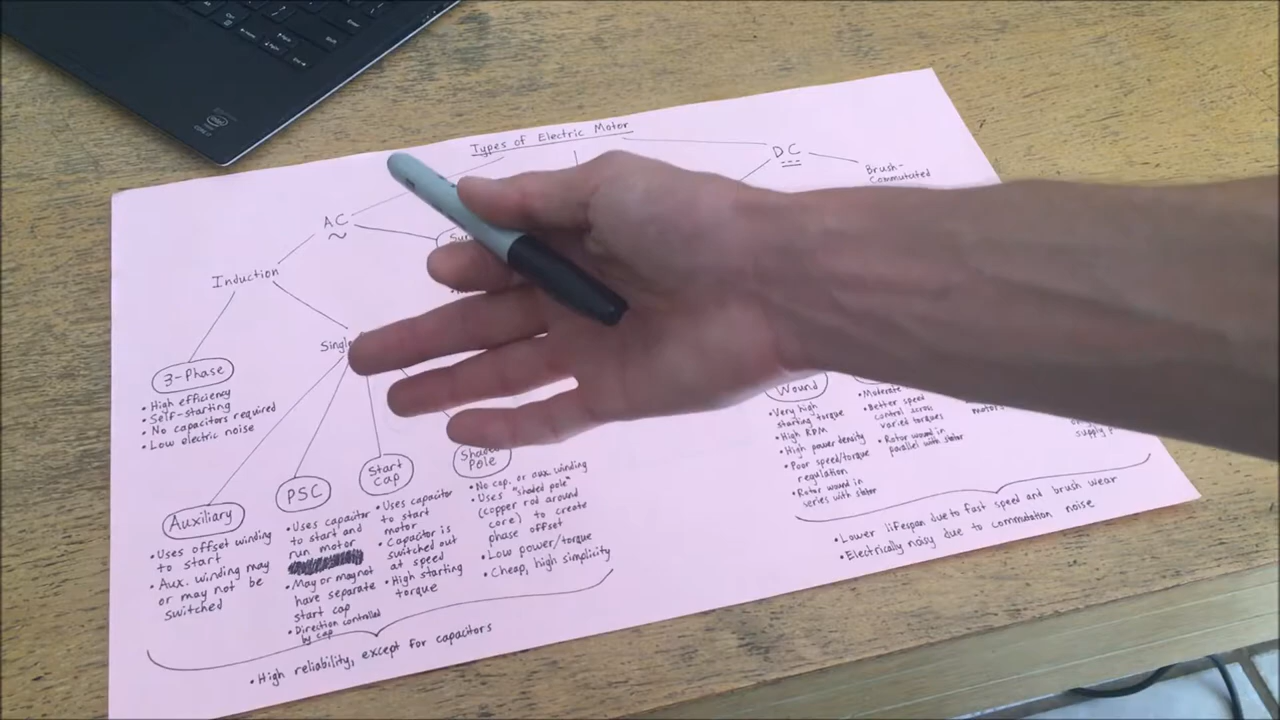 Types of Electric Motor
AC
~
DC
Brush-
Commutated
Induction
3-Phase
• High efficiency
• Self-starting
• No capacitors required
• Low electric noise
Auxiliary
• Uses offset winding
to start
• Aux. winding may
or may not be
switched
PSC
• Uses capacitor
to start and
run motor
• May or may not
have separate
start cap
• Direction controlled
by cap
Start
Cap
• Uses capacitor
to start
motor
• Capacitor is
switched out
at speed
• High starting
torque
Pole
• No cap. or aux. winding
• Uses "shaded pole"
(copper rod around
core) to create
phase offset
• Low power/torque
• Cheap, high simplicity
• High reliability, except for capacitors
Wound
• Very high
starting torque
• High RPM
• High power density
• Poor speed/torque
regulation
• Rotor wound in
series with stator
• Moderate
• Better speed
control across
varied torques
• Rotor wound in
parallel with stator
supply
• Lower lifespan due to fast speed and brush wear
• Electrically noisy due to commutation noise
intel